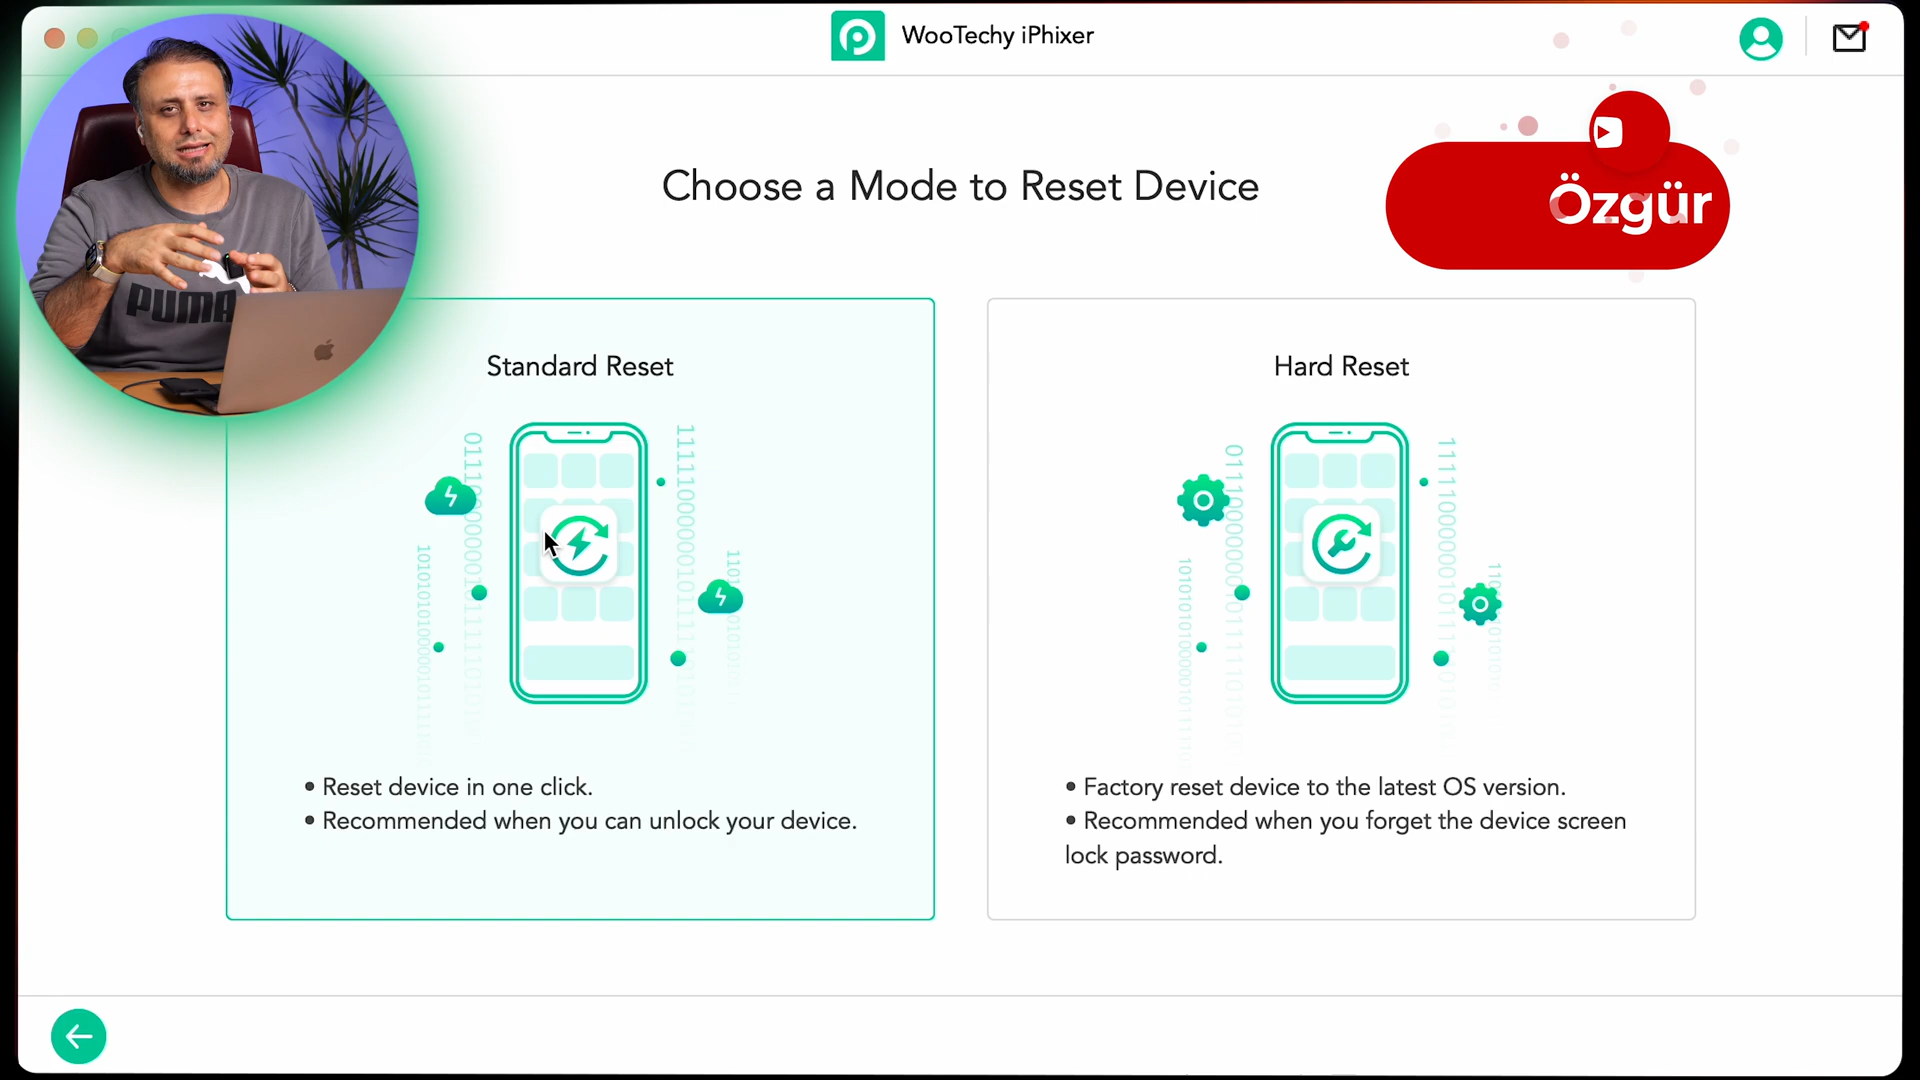 WooTechy iPhixer
Choose a Mode to Reset Device
Özgür
PUMA
Standard Reset
Hard Reset
• Reset device in one click.
• Recommended when you can unlock your device.
• Factory reset device to the latest OS version.
• Recommended when you forget the device screen
lock password.